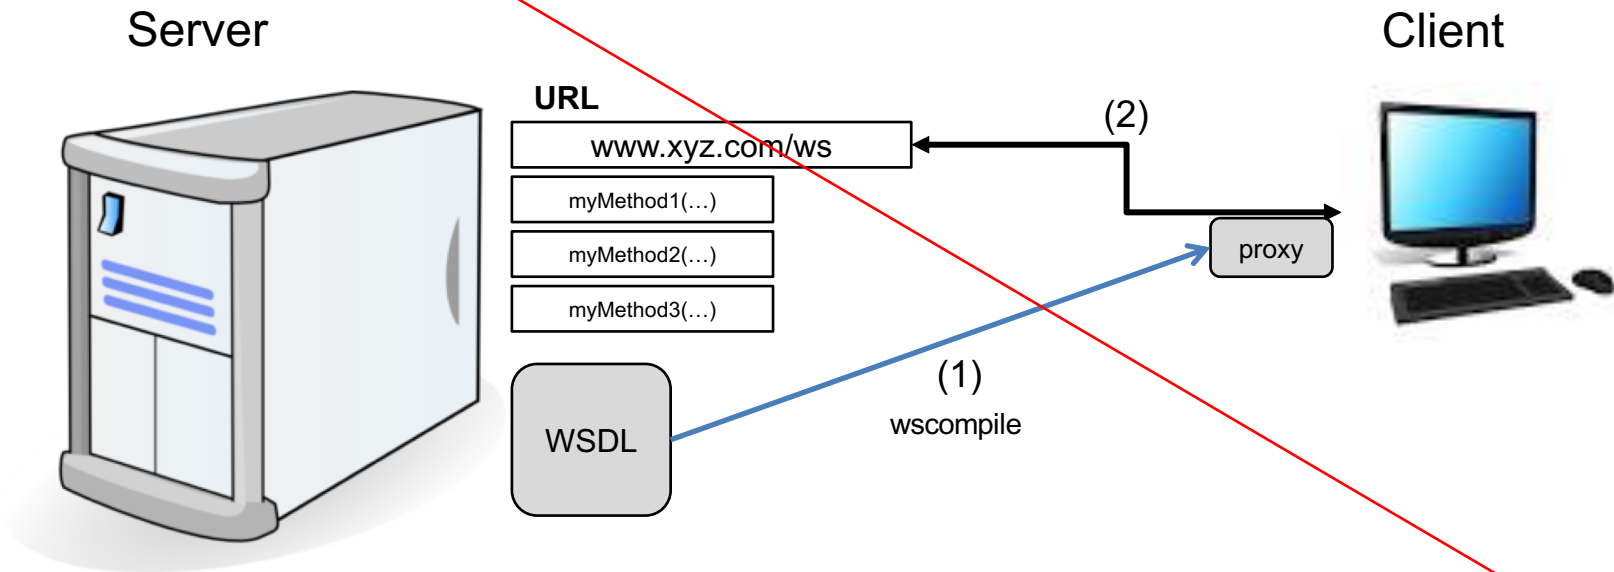 Server
Client
URL
(2)
www.xyz.com/ws
myMethod1(…)
myMethod2(…)
proxy
myMethod3(…)
(1)
wscompile
WSDL